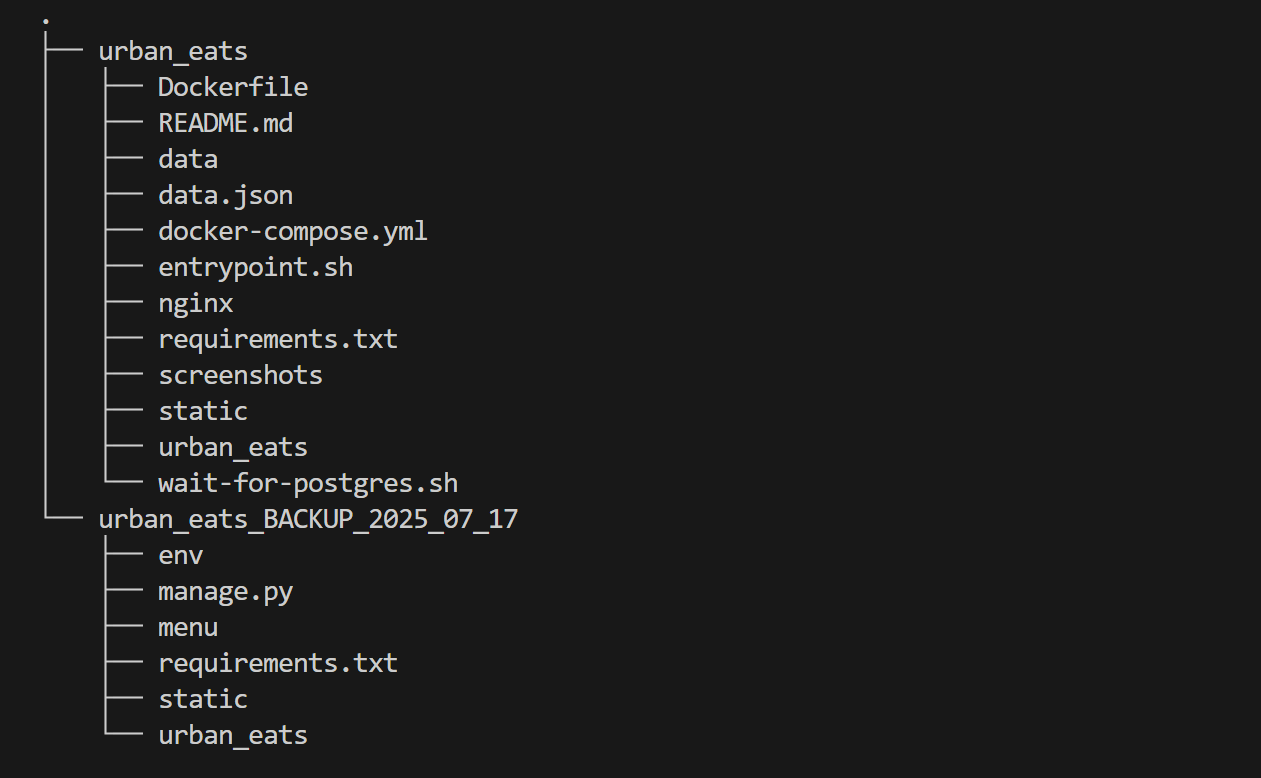 .
├── urban_eats
│   ├── Dockerfile
│   ├── README.md
│   ├── data
│   ├── data.json
│   ├── docker-compose.yml
│   ├── entrypoint.sh
│   ├── nginx
│   ├── requirements.txt
│   ├── screenshots
│   ├── static
│   ├── urban_eats
│   └── wait-for-postgres.sh
└── urban_eats_BACKUP_2025_07_17
    ├── env
    ├── manage.py
    ├── menu
    ├── requirements.txt
    ├── static
    └── urban_eats